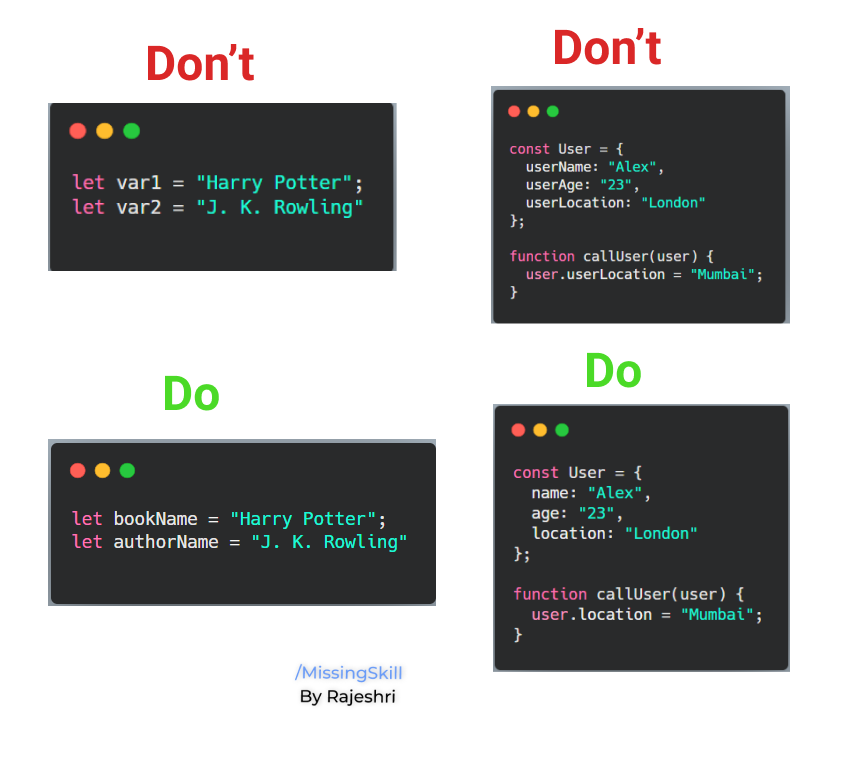 Don't
let var1 = "Harry Potter";
let var2 = "J. K. Rowling"
Do
let bookName = "Harry Potter";
let authorName = "J. K. Rowling"
Don't
const User = {
  userName: "Alex",
  userAge: "23",
  userLocation: "London"
};
function callUser(user) {
  user.userLocation = "Mumbai";
}
Do
const User = {
  name: "Alex",
  age: "23",
  location: "London"
};
function callUser(user) {
  user.location = "Mumbai";
}
/MissingSkill
By Rajeshri